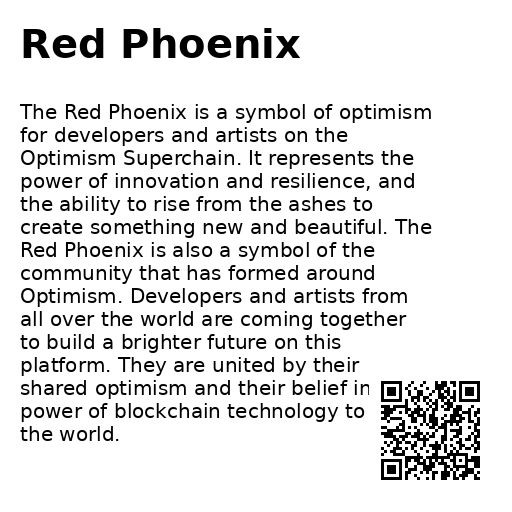 Red Phoenix
The Red Phoenix is a symbol of optimism
for developers and artists on the
Optimism Superchain. It represents the
power of innovation and resilience, and
the ability to rise from the ashes to
create something new and beautiful. The
Red Phoenix is also a symbol of the
community that has formed around
Optimism. Developers and artists from
all over the world are coming together
to build a brighter future on this
platform. They are united by their
shared optimism and their belief in
power of blockchain technology to
the world.